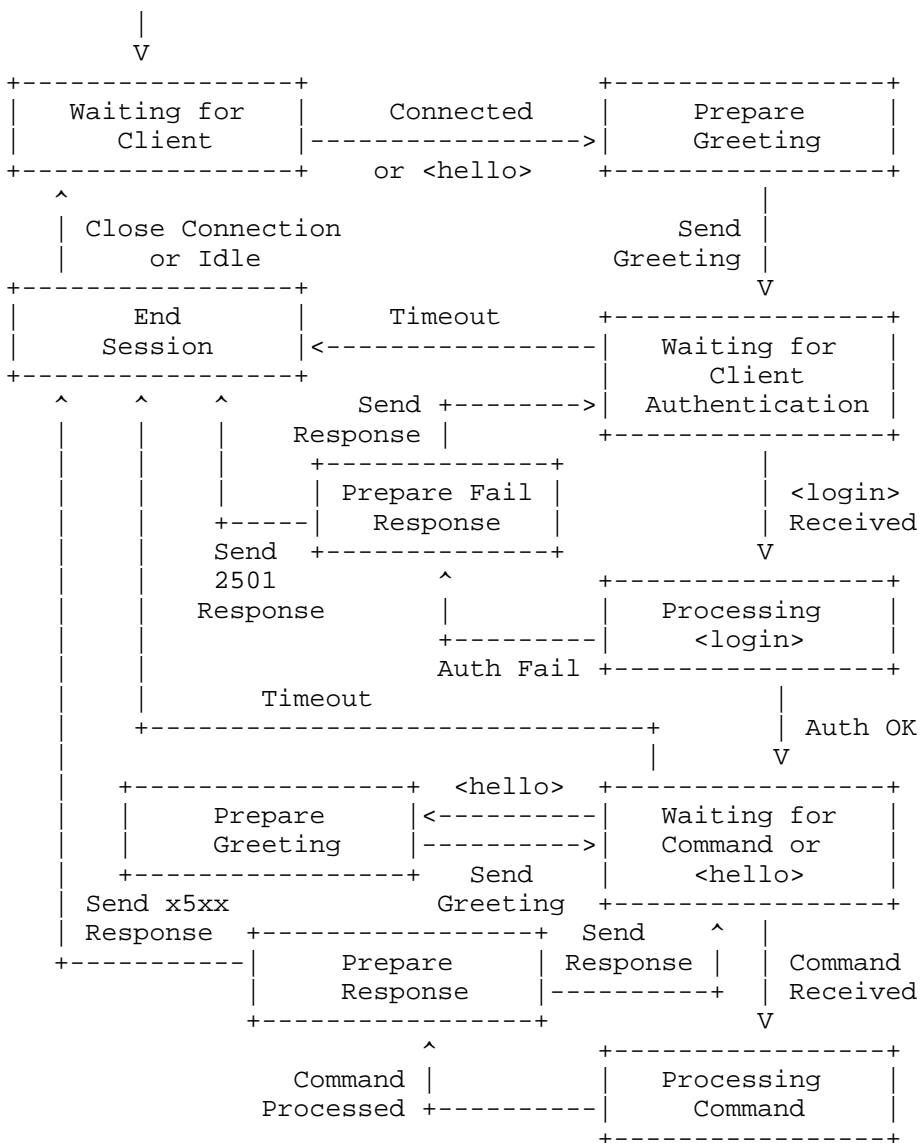 Waiting for Connected Prepare
Client Greeting
or <hello>
Close Connection Send
or Idle Greeting
End Timeout
Session Waiting for
Client
Send Authentication
Response
Prepare Fail <login>
Response Received
Send
2501
Response Processing
<login>
Auth Fail
Timeout
Auth OK
<hello>
Prepare Waiting for
Greeting Command or
Send <hello>
Send x5xx Greeting
Response Send
Prepare Response Command
Response Received
Command Processing
Processed Command